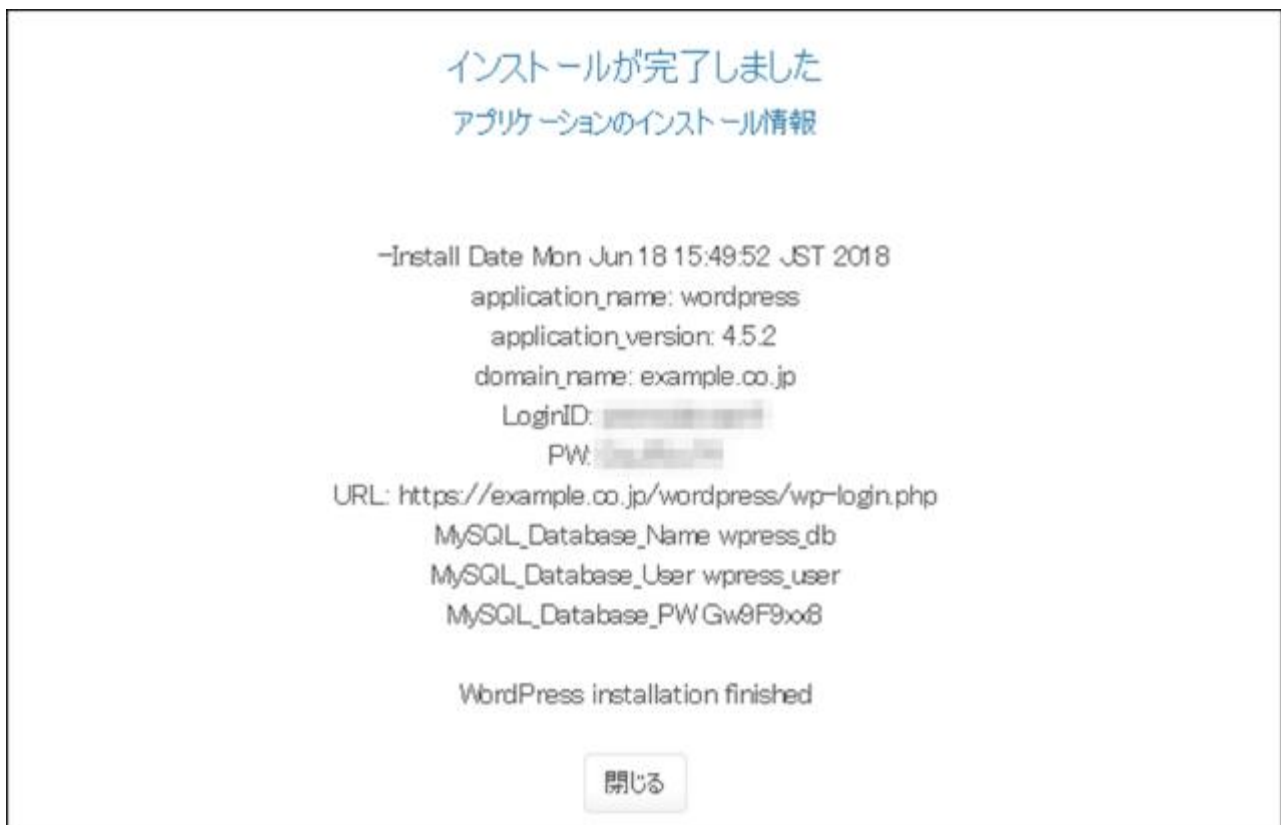 インストールが完了しました
アプリケーションのインストール情報
-Install Date Mon Jun 18 15:49:52 JST 2018
application_name: wordpress
application_version: 4.5.2
domain_name: example.co.jp
LoginID:
PW:
URL: https://example.co.jp/wordpress/wp-login.php
MySQL_Database_Name wpress_db
MySQL_Database_User wpress_user
MySQL_Database_PW Gw9F9xx8
WordPress installation finished
閉じる